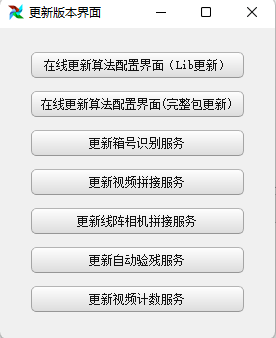 更新版本界面
在线更新算法配置界面（Lib更新）
在线更新算法配置界面(完整包更新)
更新箱号识别服务
更新视频拼接服务
更新线阵相机拼接服务
更新自动验残服务
更新视频计数服务